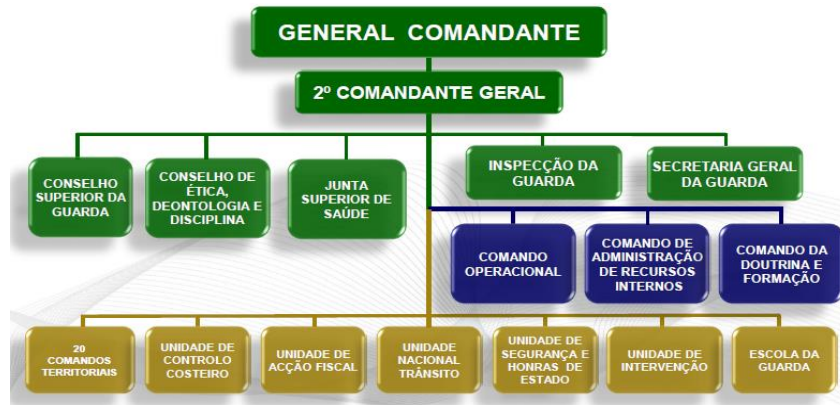 GENERAL COMANDANTE
2º COMANDANTE GERAL
CONSELHO
SUPERIOR DA
GUARDA
CONSELHO DE
ÉTICA,
DEONTOLOGIA E
DISCIPLINA
JUNTA
SUPERIOR DE
SAÚDE
INSPECÇÃO DA
GUARDA
SECRETARIA GERAL
DA GUARDA
COMANDO
OPERACIONAL
COMANDO DE
ADMINISTRAÇÃO
DE RECURSOS
INTERNOS
COMANDO DA
DOUTRINA E
FORMAÇÃO
20
COMANDOS
TERRITORIAIS
UNIDADE DE
CONTROLO
COSTEIRO
UNIDADE DE
ACÇÃO FISCAL
UNIDADE
NACIONAL
TRÂNSITO
UNIDADE DE
SEGURANÇA E
HONRAS DE
ESTADO
UNIDADE DE
INTERVENÇÃO
ESCOLA DA
GUARDA